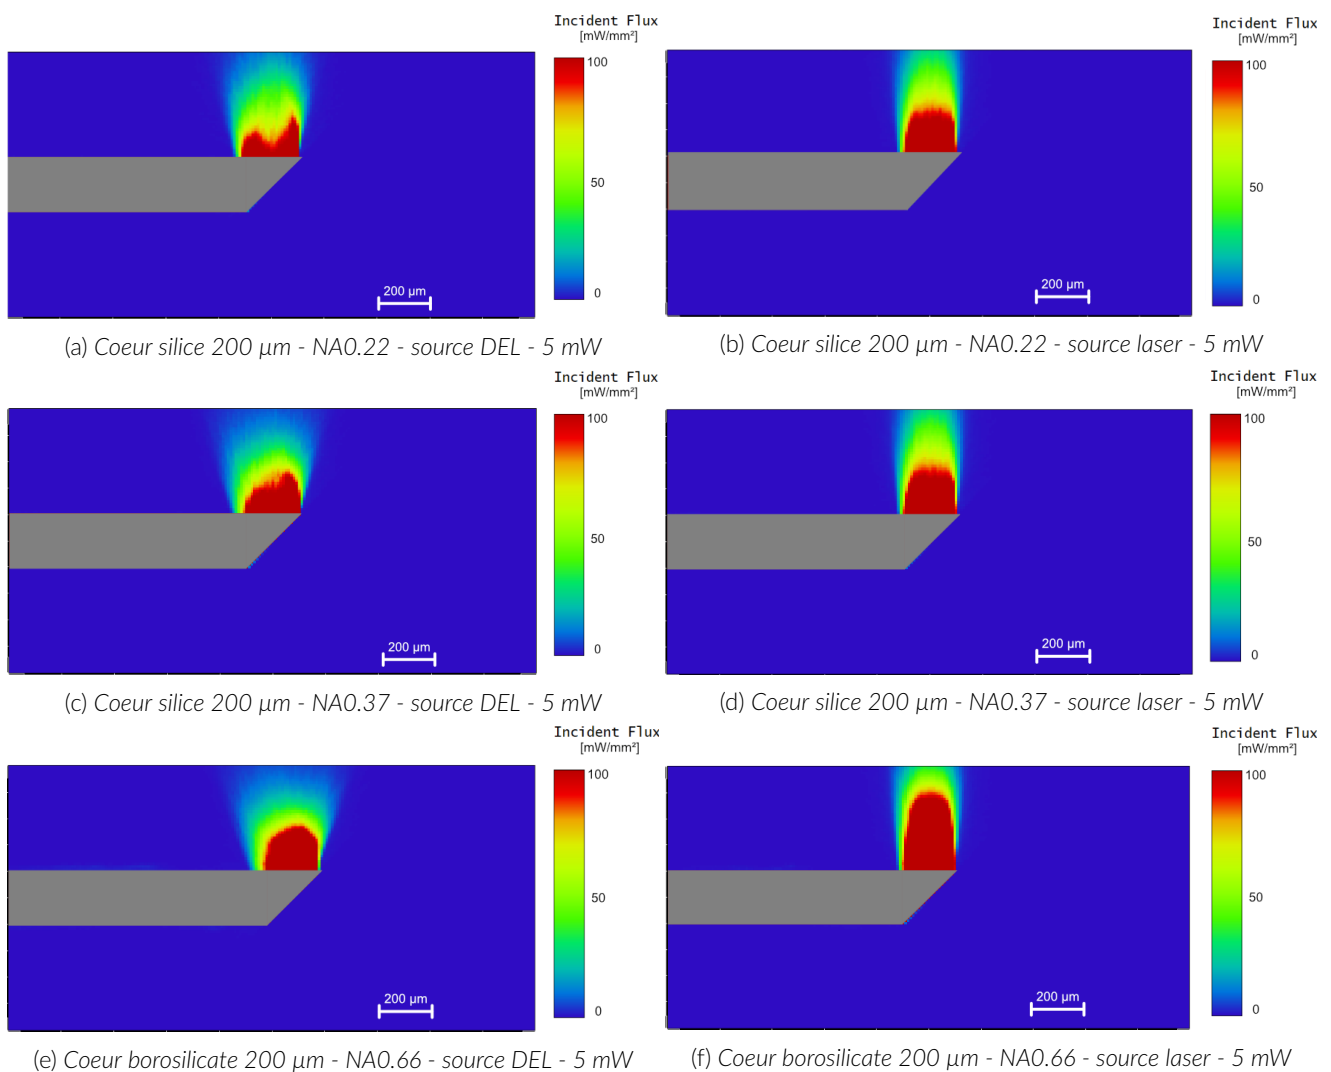 Incident Flux
[mW/mm²]
100
50
0
200 µm
(a) Coeur silice 200 µm - NA0.22 - source DEL - 5 mW
Incident Flux
[mW/mm²]
100
50
0
200 µm
(b) Coeur silice 200 µm - NA0.22 - source laser - 5 mW
Incident Flux
[mW/mm²]
100
50
0
200 µm
(c) Coeur silice 200 µm - NA0.37 - source DEL - 5 mW
Incident Flux
[mW/mm²]
100
50
0
200 µm
(d) Coeur silice 200 µm - NA0.37 - source laser - 5 mW
Incident Flux
[mW/mm²]
100
50
0
200 µm
(e) Coeur borosilicate 200 µm - NA0.66 - source DEL - 5 mW
Incident Flux
[mW/mm²]
100
50
0
200 µm
(f) Coeur borosilicate 200 µm - NA0.66 - source laser - 5 mW